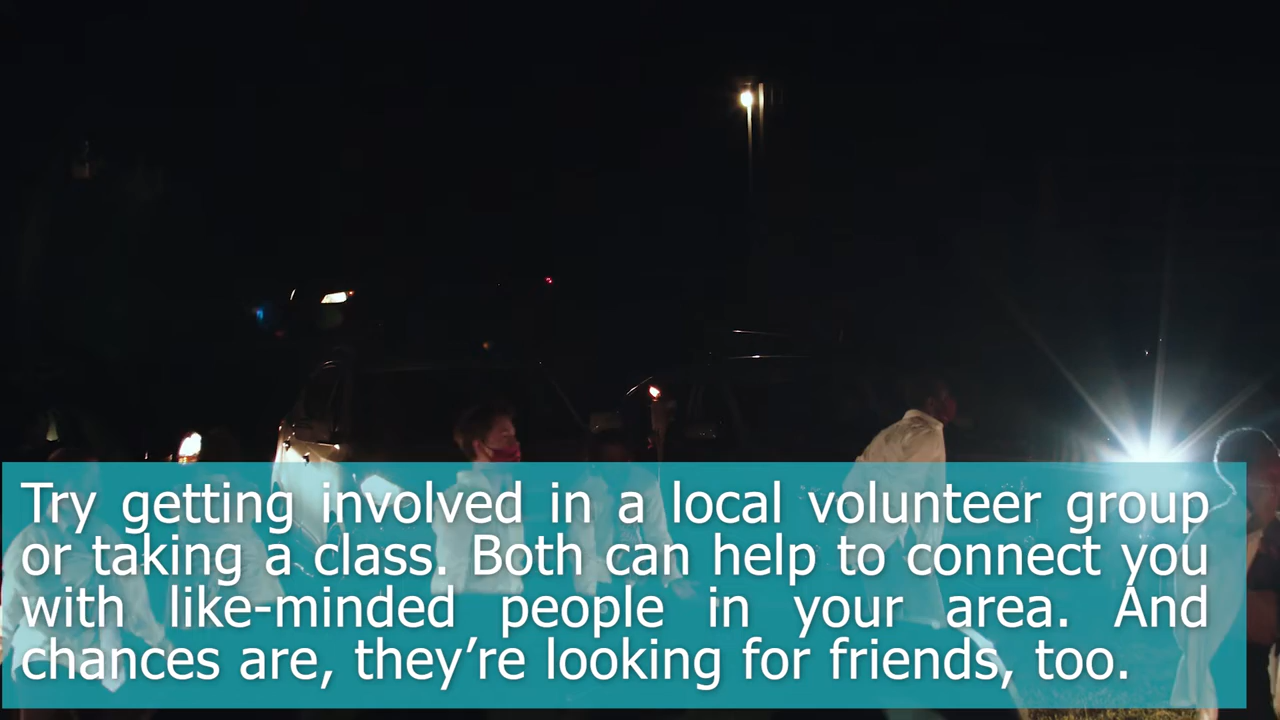 Try getting involved in a local volunteer group
or taking a class. Both can help to connect you
with like-minded people in your area. And
chances are, they’re looking for friends, too.